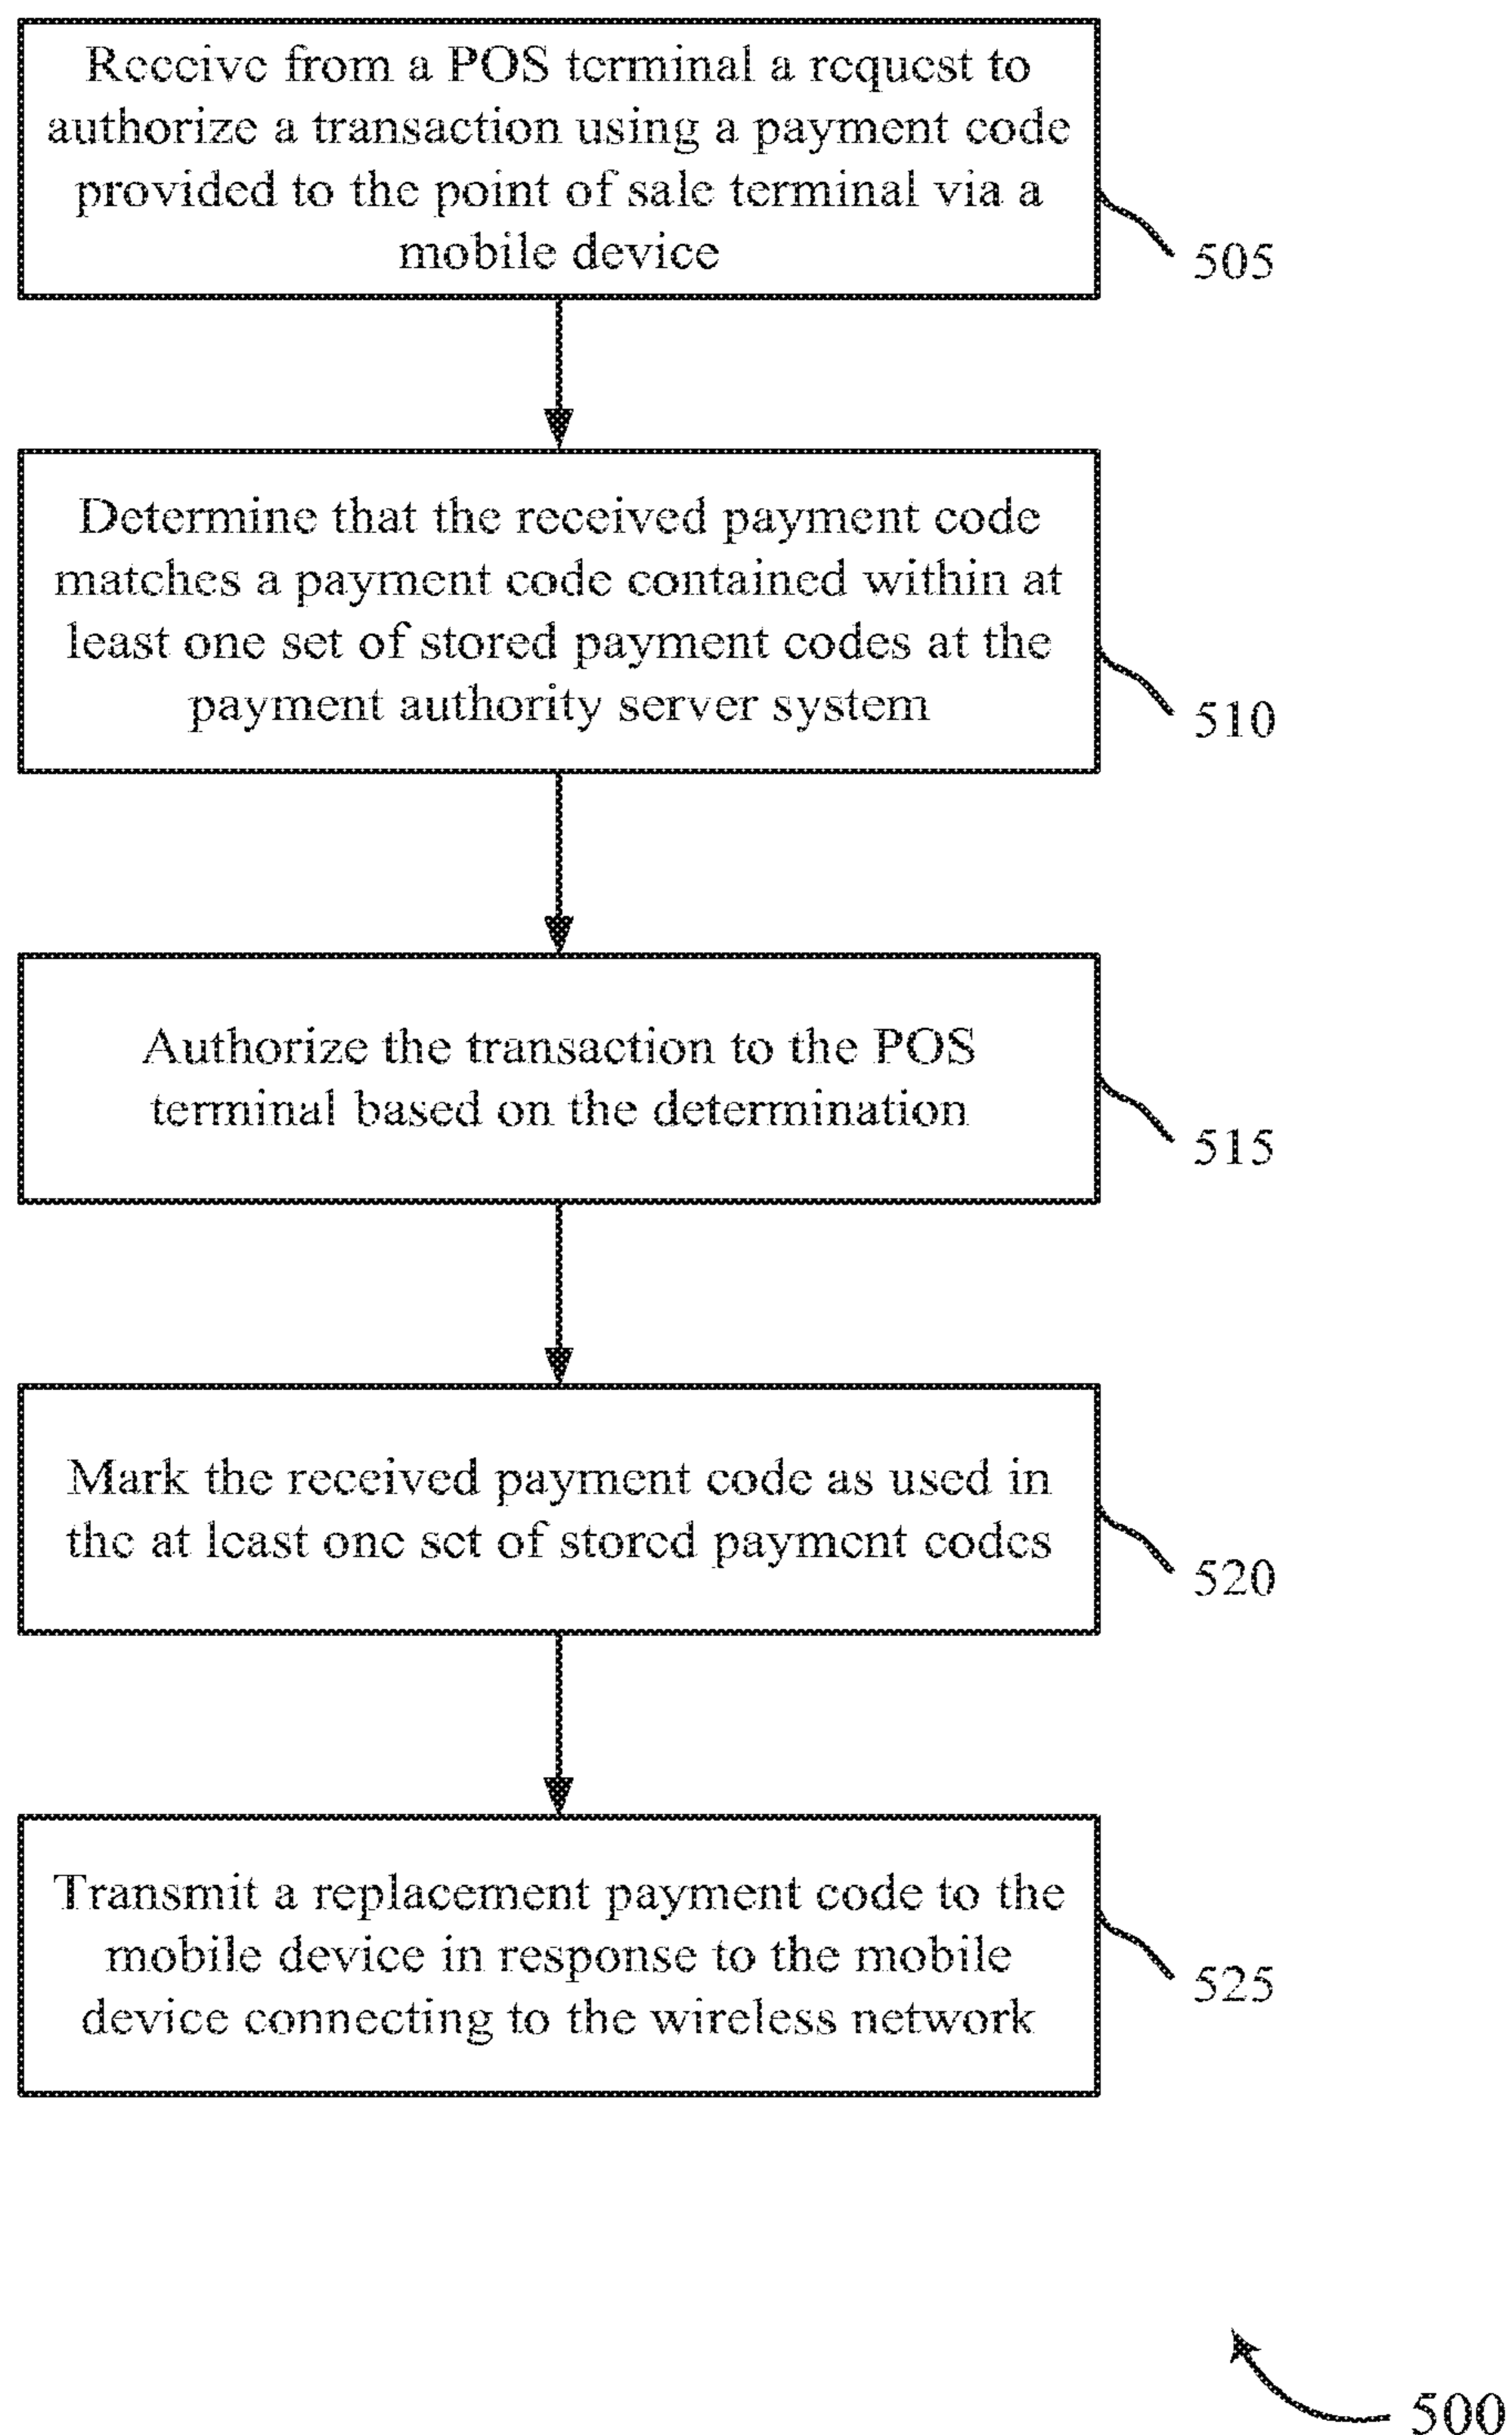 Receive from a POS terminal a request to
authorize a transaction using a payment code
provided to the point of sale terminal via a
mobile device
505
Determine that the received payment code
matches a payment code contained within at
least one set of stored payment codes at the
payment authority server system
510
Authorize the transaction to the POS
terminal based on the determination
515
Mark the received payment code as used in
the at least one set of stored payment codes
520
Transmit a replacement payment code to the
mobile device in response to the mobile
device connecting to the wireless network
525
500